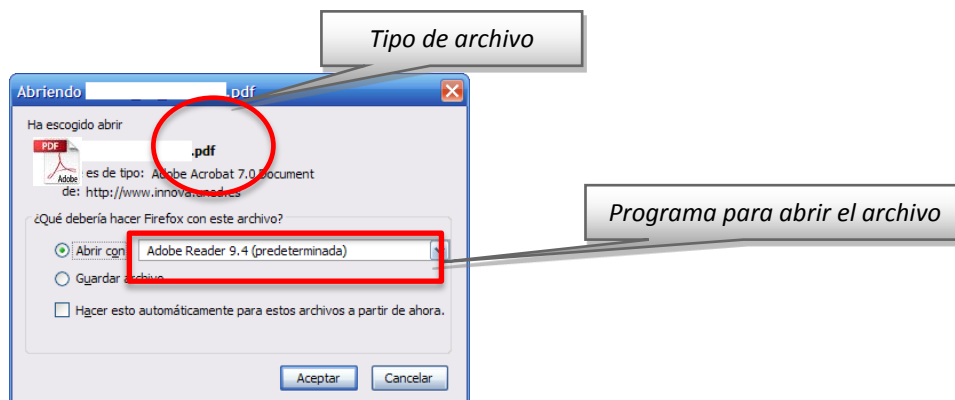 Tipo de archivo
Abriendo .pdf
Ha escogido abrir
PDF
.pdf
Adobe
es de tipo: Adobe Acrobat 7.0 Document
de: http://www.innova.uned.es
¿Qué debería hacer Firefox con este archivo?
Programa para abrir el archivo
Abrir con Adobe Reader 9.4 (predeterminada)
Guardar archivo
Hacer esto automáticamente para estos archivos a partir de ahora.
Aceptar Cancelar